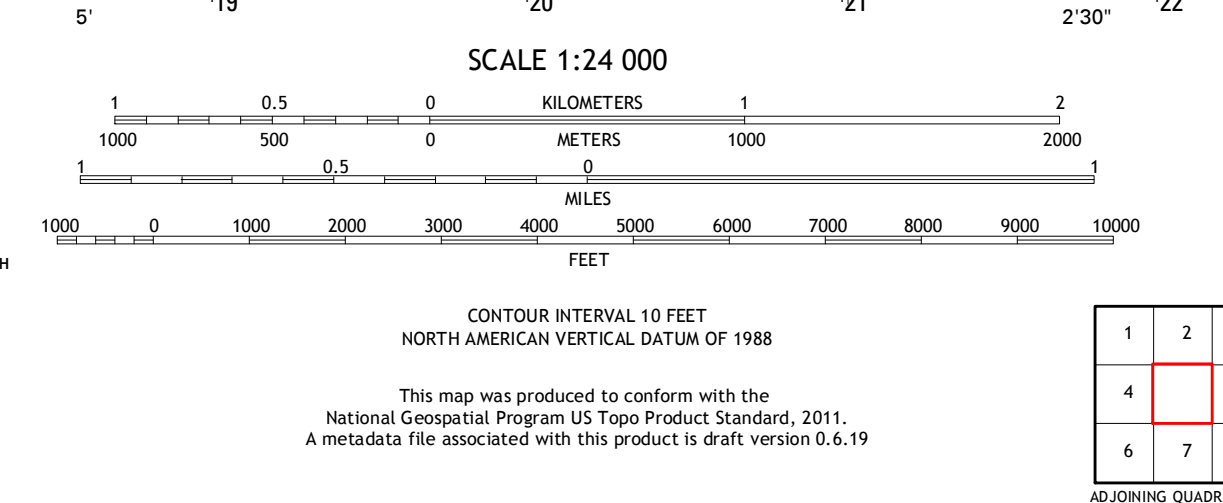 5' 2'30"
SCALE 1:24 000
1 0.5 0 KILOMETERS 1 2
1000 500 0 METERS 1000 2000
1 0.5 0 1
MILES
1000 0 1000 2000 3000 4000 5000 6000 7000 8000 9000 10000
FEET
H
CONTOUR INTERVAL 10 FEET
NORTH AMERICAN VERTICAL DATUM OF 1988
This map was produced to conform with the
National Geospatial Program US Topo Product Standard, 2011.
A metadata file associated with this product is draft version 0.6.19
1 2
4
6 7
ADJOINING QUADR